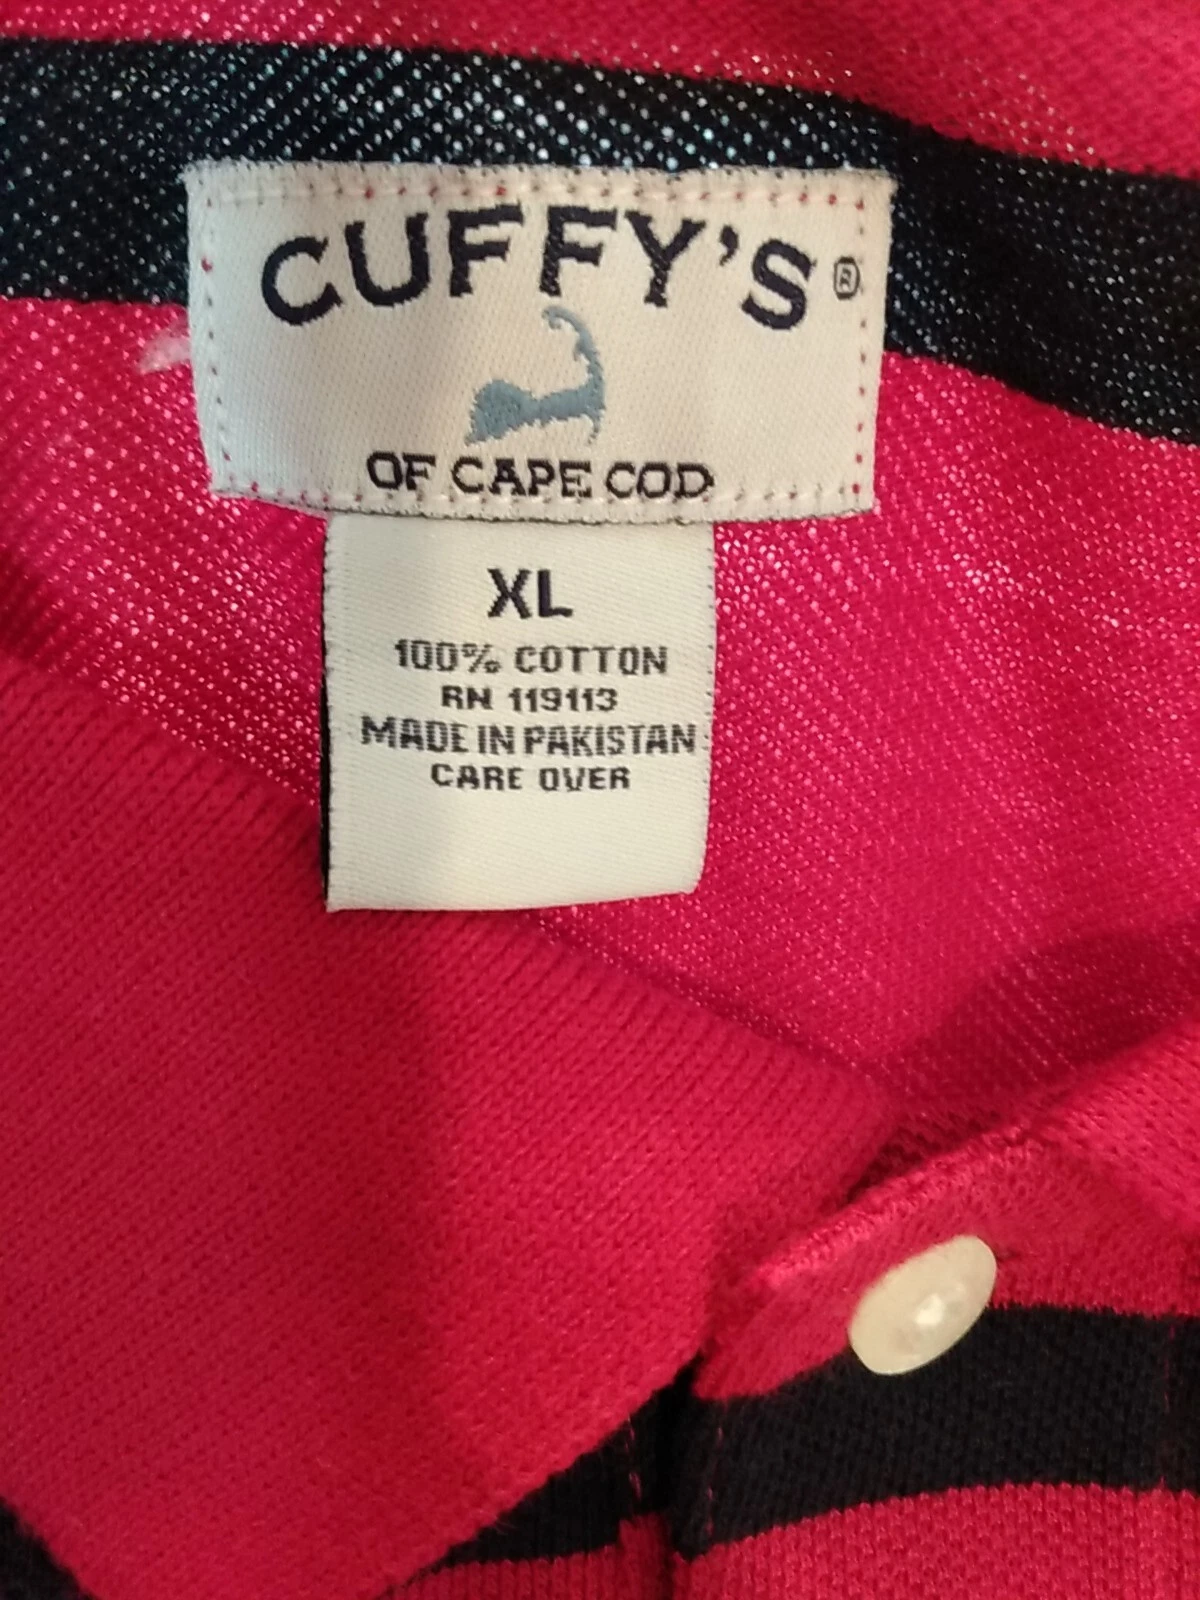 CUFFY'S®
OF CAPE COD
XL
100% COTTON
RN 119113
MADE IN PAKISTAN
CARE OVER